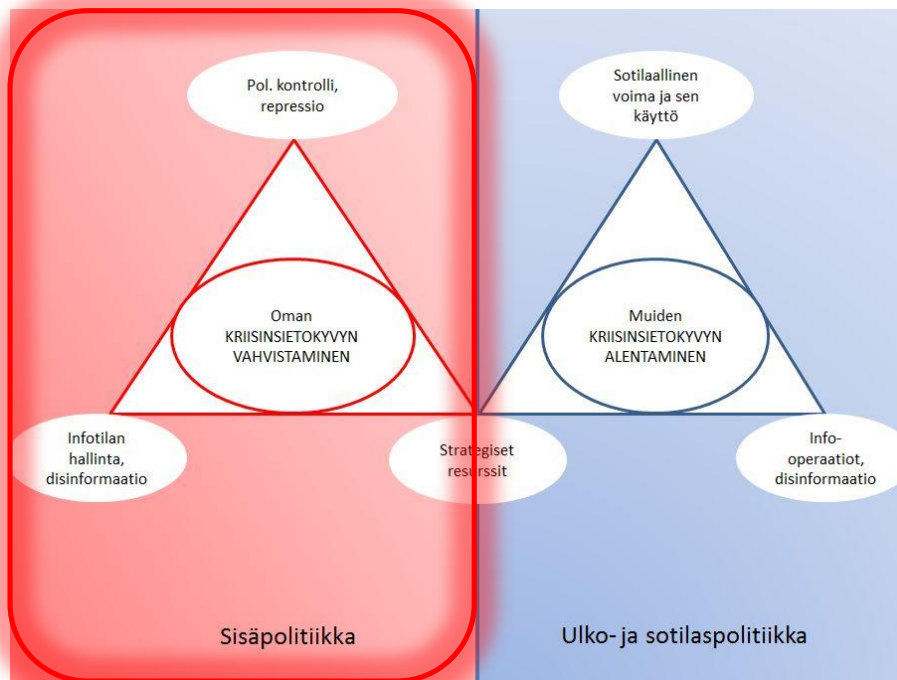 Pol. kontrolli,
repressio
Sotilaallinen
voima ja sen
käyttö
Oman
KRIISINSIETOKYVYN
VAHVISTAMINEN
Muiden
KRIISINSIETOKYVYN
ALENTAMINEN
Infotilan
hallinta,
disinformaatio
Strategiset
resurssit
Info-
operaatiot,
disinformaatio
Sisäpolitiikka
Ulko- ja sotilaspolitiikka